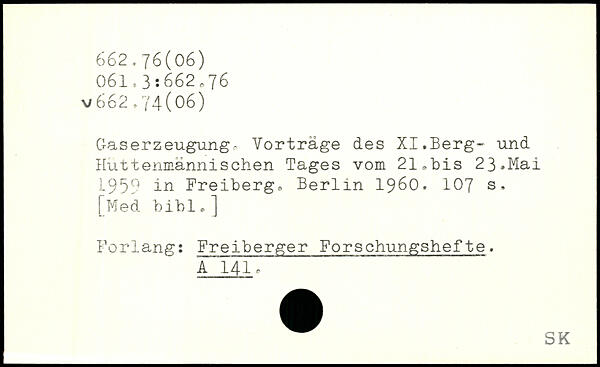 662.76(06)
061.3:662.76
v662.74(06)
Gaserzeugung. Vorträge des XI.Berg- und
Hüttenmännischen Tages vom 21.bis 23.Mai
1959 in Freiberg. Berlin 1960. 107 s.
[Med bibl.]
Forlang: Freiberger Forschungshefte.
A 141.
SK